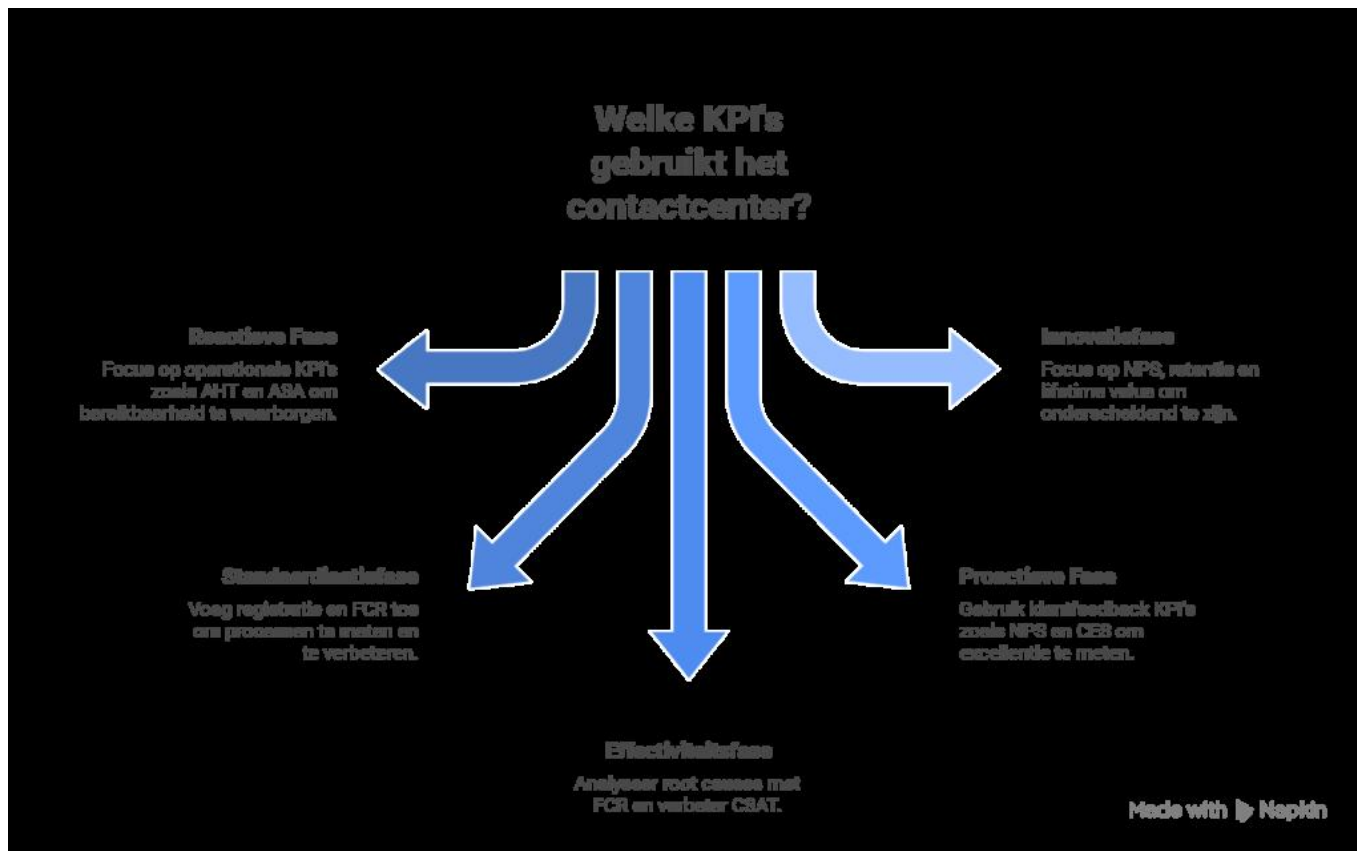 Welke KPI's
gebruikt het
contactcenter?
Reactieve Fase
Focus op operationele KPI's
zoals AHT en ASA om
bereikbaarheid te waarborgen.
Innovatiefase
Focus op NPS, retentie en
lifetime value om
onderscheidend te zijn.
Standaardisatiefase
Voeg registratie en FCR toe
om processen te meten en
te verbeteren.
Proactieve Fase
Gebruik klantfeedback KPI's
zoals NPS en CES om
excellentie te meten.
Effectiviteitsfase
Analyseer root causes met
FCR en verbeter CSAT.
Made with Napkin